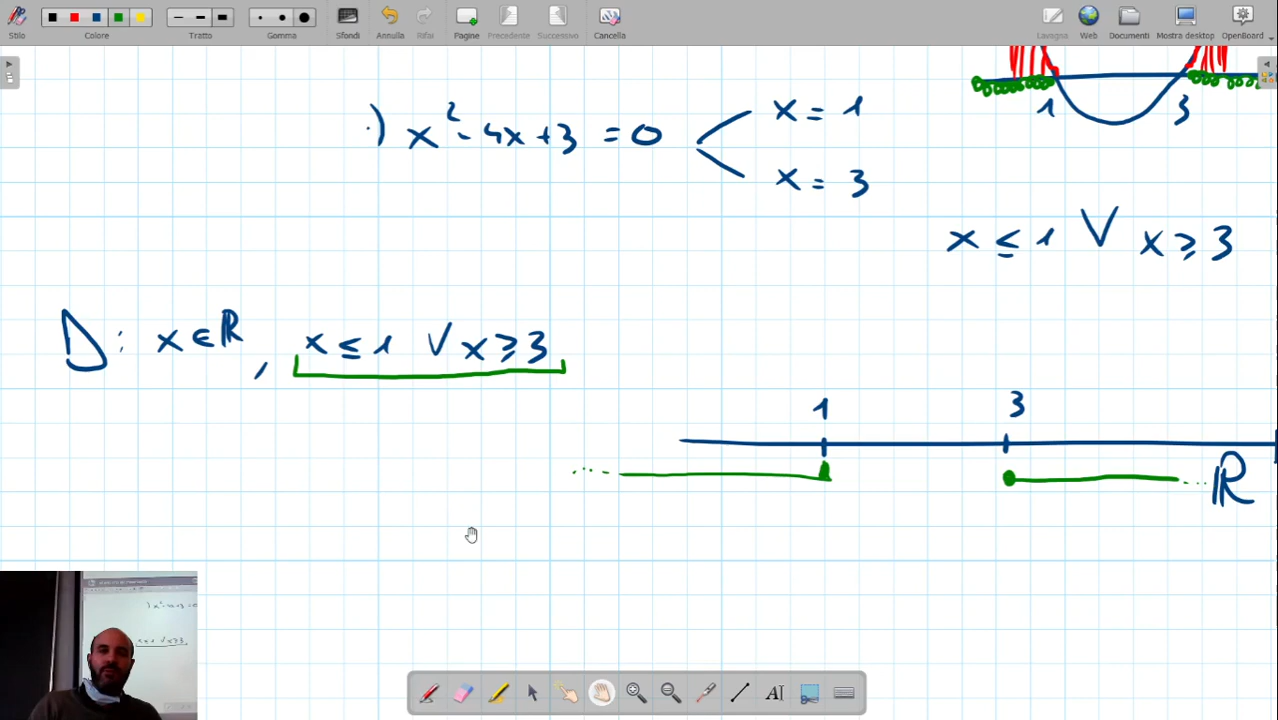 Stilo Colore Tratto Gomma Sfondi Annulla Rifai Pagine Precedente Successivo Cancella Lavagna Web Documenti Mostra desktop OpenBoard
1 3
·) x² - 4x + 3 = 0
x = 1
x = 3
x ≤ 1 ∨ x ≥ 3
D: x ∈ ℝ, x ≤ 1 ∨ x ≥ 3
1 3
ℝ